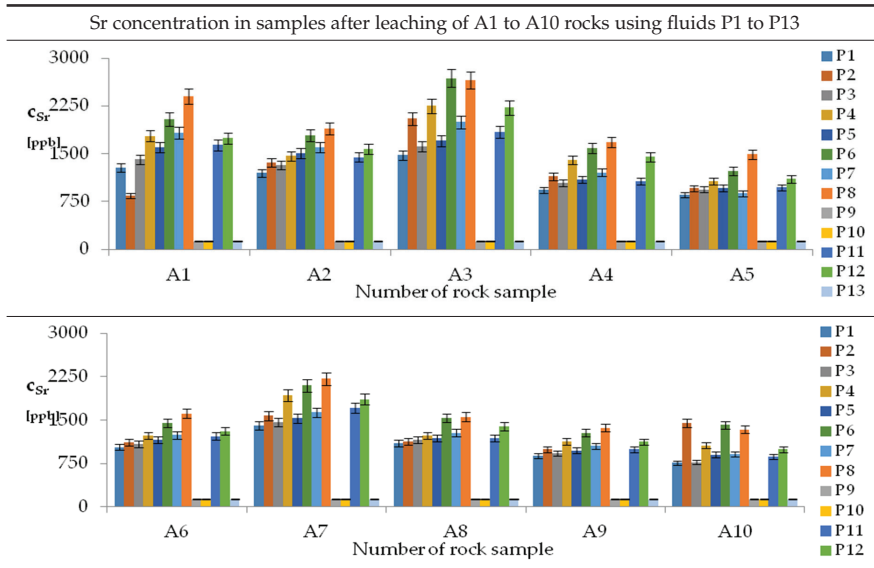 Sr concentration in samples after leaching of A1 to A10 rocks using fluids P1 to P13
3000
2250
1500
750
0
cSr
[ppb]
A1 A2 A3 A4 A5
Number of rock sample
P1
P2
P3
P4
P5
P6
P7
P8
P9
P10
P11
P12
P13
3000
2250
1500
750
0
cSr
[ppb]
A6 A7 A8 A9 A10
Number of rock sample
P1
P2
P3
P4
P5
P6
P7
P8
P9
P10
P11
P12